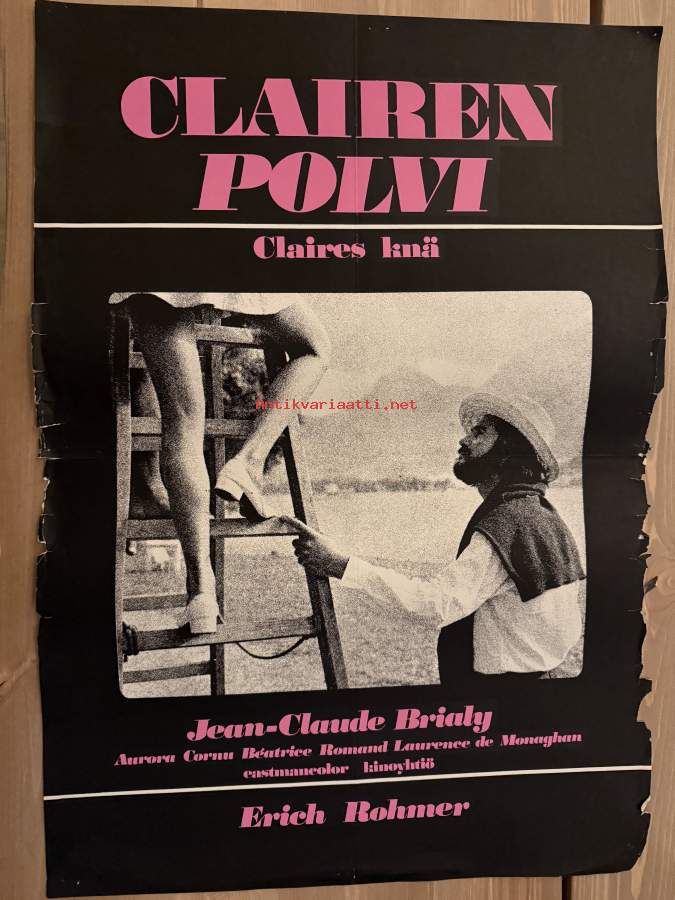 CLAIREN
POLVI
Claires knä
Antikvariaatti.net
Jean-Claude Brialy
Aurora Cornu Béatrice Romand Laurence de Monaghan
eastmancolor kinoyhtiö
Erich Rohmer